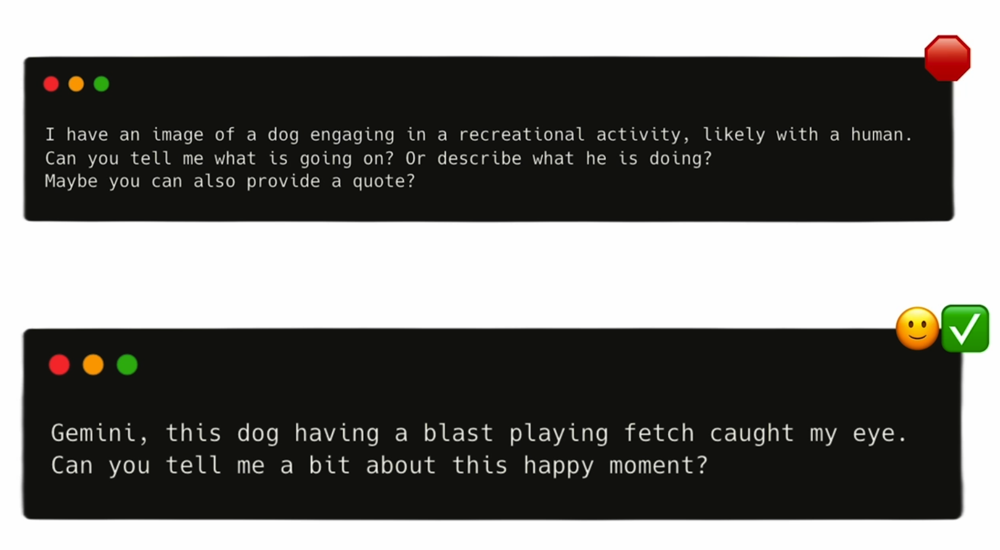 I have an image of a dog engaging in a recreational activity, likely with a human.
Can you tell me what is going on? Or describe what he is doing?
Maybe you can also provide a quote?
Gemini, this dog having a blast playing fetch caught my eye.
Can you tell me a bit about this happy moment?